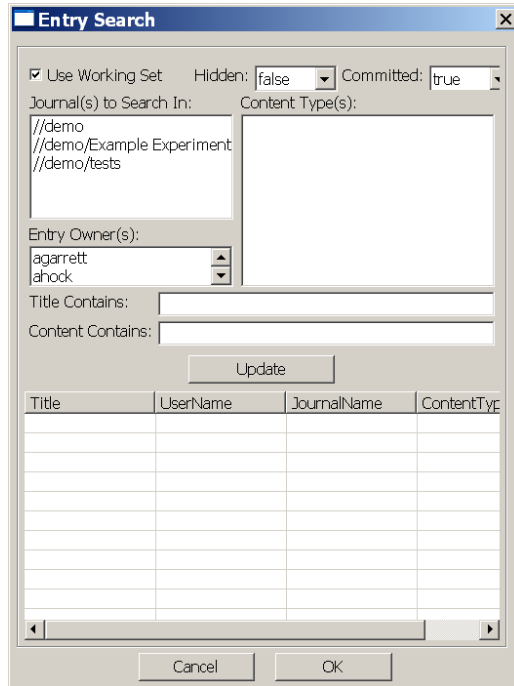 Entry Search
Use Working Set Hidden: false Committed: true
Journal(s) to Search In: Content Type(s):
//demo
//demo/Example Experiment
//demo/tests
Entry Owner(s):
agarrett
ahock
Title Contains:
Content Contains:
Update
Title UserName JournalName ContentTyp
Cancel OK